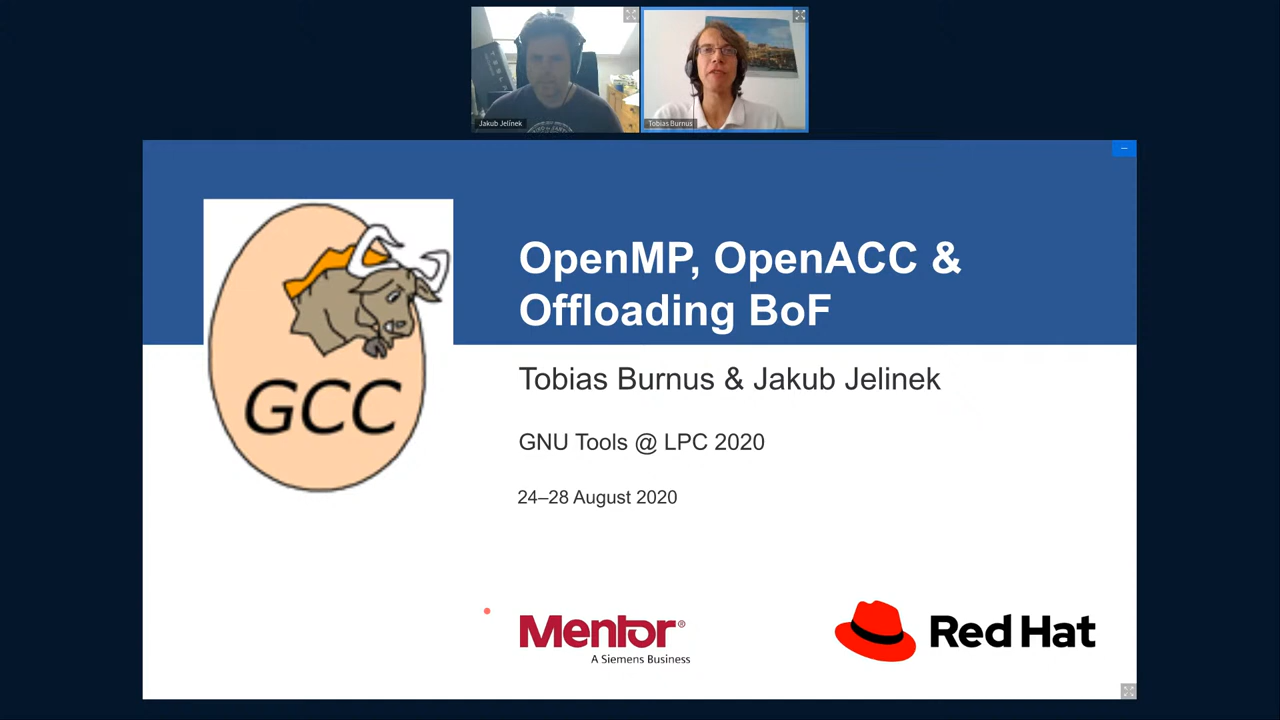 Jakub Jelínek
Tobias Burnus
OpenMP, OpenACC &
Offloading BoF
Tobias Burnus & Jakub Jelinek
GNU Tools @ LPC 2020
24–28 August 2020
GCC
Mentor®
A Siemens Business
Red Hat